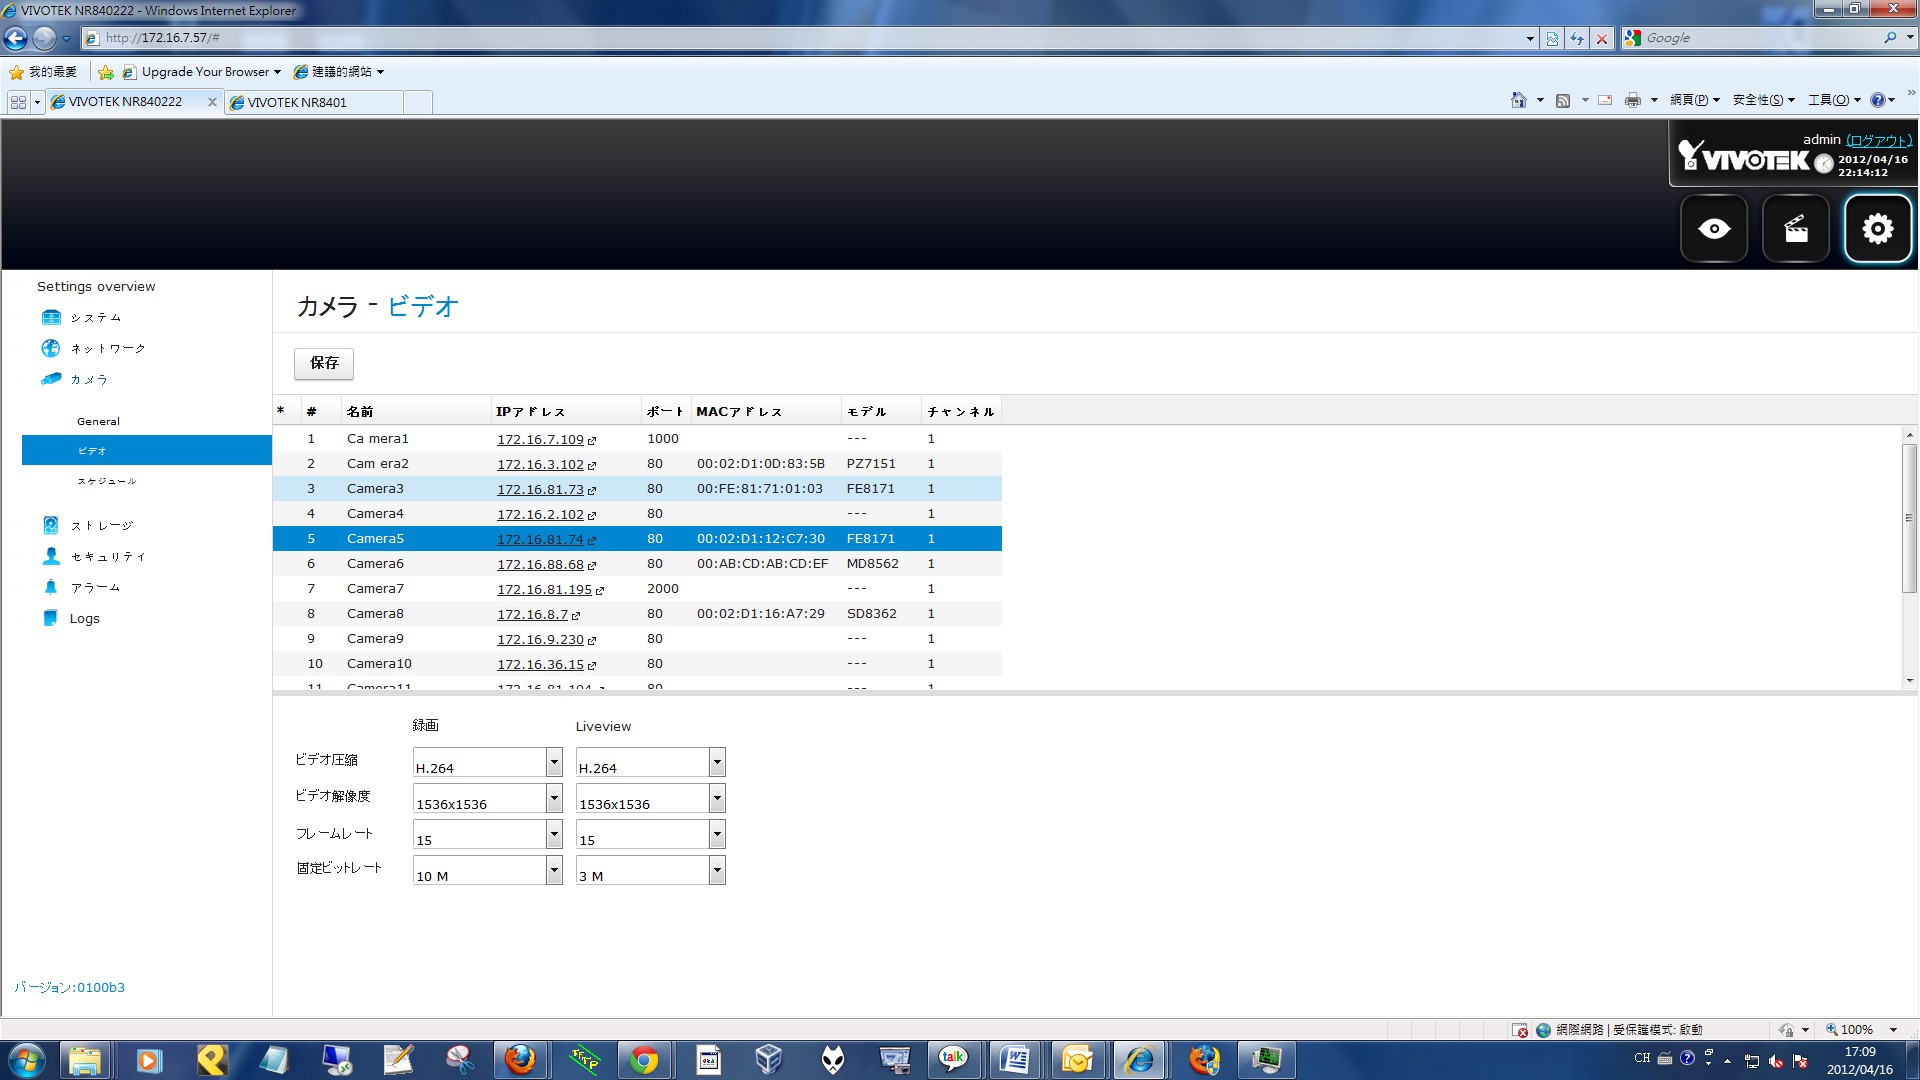 VIVOTEK NR840222 - Windows Internet Explorer
http://172.16.7.57/#
Google
我的最愛 Upgrade Your Browser 建議的網站
VIVOTEK NR840222 VIVOTEK NR8401
網頁(P) 安全性(S) 工具(O)
admin (ログアウト)
VIVOTEK 2012/04/16
22:14:12
Settings overview
システム
ネットワーク
カメラ
General
ビデオ
スケジュール
ストレージ
セキュリティ
アラーム
Logs
バージョン:0100b3
カメラ - ビデオ
保存
* # 名前 IPアドレス ポート MACアドレス モデル チャンネル
1 Ca mera1 172.16.7.109 1000 --- 1
2 Cam era2 172.16.3.102 80 00:02:D1:0D:83:5B PZ7151 1
3 Camera3 172.16.81.73 80 00:FE:81:71:01:03 FE8171 1
4 Camera4 172.16.2.102 80 --- 1
5 Camera5 172.16.81.74 80 00:02:D1:12:C7:30 FE8171 1
6 Camera6 172.16.88.68 80 00:AB:CD:AB:CD:EF MD8562 1
7 Camera7 172.16.81.195 2000 --- 1
8 Camera8 172.16.8.7 80 00:02:D1:16:A7:29 SD8362 1
9 Camera9 172.16.9.230 80 --- 1
10 Camera10 172.16.36.15 80 --- 1
11 Camera11 172.16.81.194 80 --- 1
録画 Liveview
ビデオ圧縮 H.264 H.264
ビデオ解像度 1536x1536 1536x1536
フレームレート 15 15
固定ビットレート 10 M 3 M
網際網路 | 受保護模式: 啟動 100%
talk
CH
17:09
2012/04/16